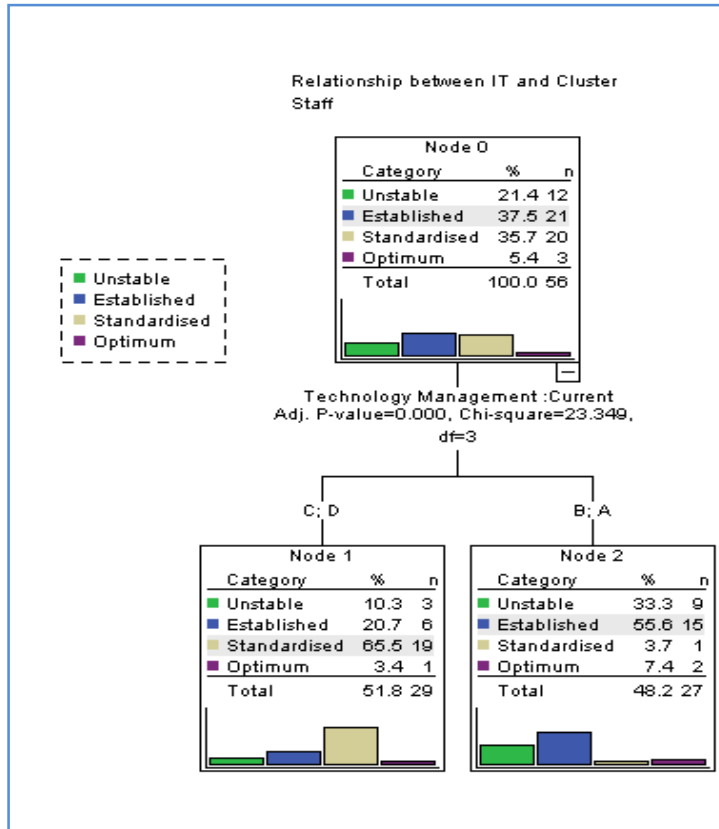 Relationship between IT and Cluster
Staff
Node 0
Category % n
Unstable 21.4 12
Established 37.5 21
Standardised 35.7 20
Optimum 5.4 3
Total 100.0 56
Unstable
Established
Standardised
Optimum
Technology Management :Current
Adj. P-value=0.000, Chi-square=23.349,
df=3
C; D
B; A
Node 1
Category % n
Unstable 10.3 3
Established 20.7 6
Standardised 65.5 19
Optimum 3.4 1
Total 51.8 29
Node 2
Category % n
Unstable 33.3 9
Established 55.6 15
Standardised 3.7 1
Optimum 7.4 2
Total 48.2 27